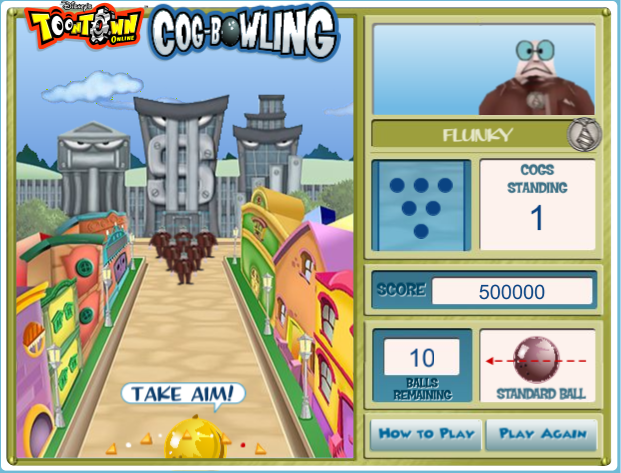 Disney's
TOONTOWN
ONLINE
COG-BOWLING
FLUNKY
COGS
STANDING
1
SCORE 500000
10
BALLS
REMAINING
STANDARD BALL
TAKE AIM!
HOW TO PLAY
PLAY AGAIN